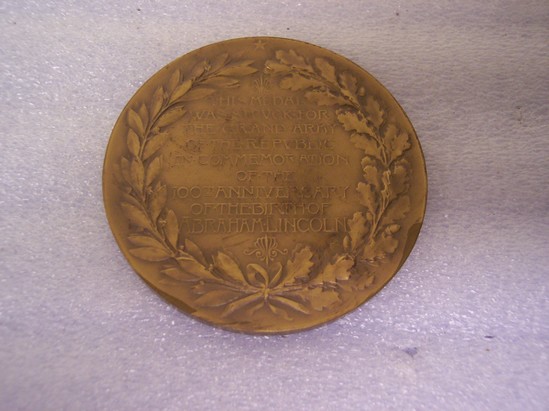 THIS MEDAL
WAS STRUCK FOR
THE GRAND ARMY
OF THE REPUBLIC
IN COMMEMORATION
OF THE
100TH ANNIVERSARY
OF THE BIRTH OF
ABRAHAM LINCOLN